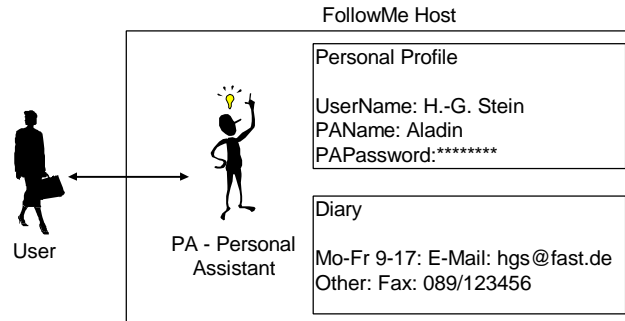 FollowMe Host
Personal Profile
UserName: H.-G. Stein
PAName: Aladin
PAPassword:********
User
PA - Personal
Assistant
Diary
Mo-Fr 9-17: E-Mail: hgs@fast.de
Other: Fax: 089/123456